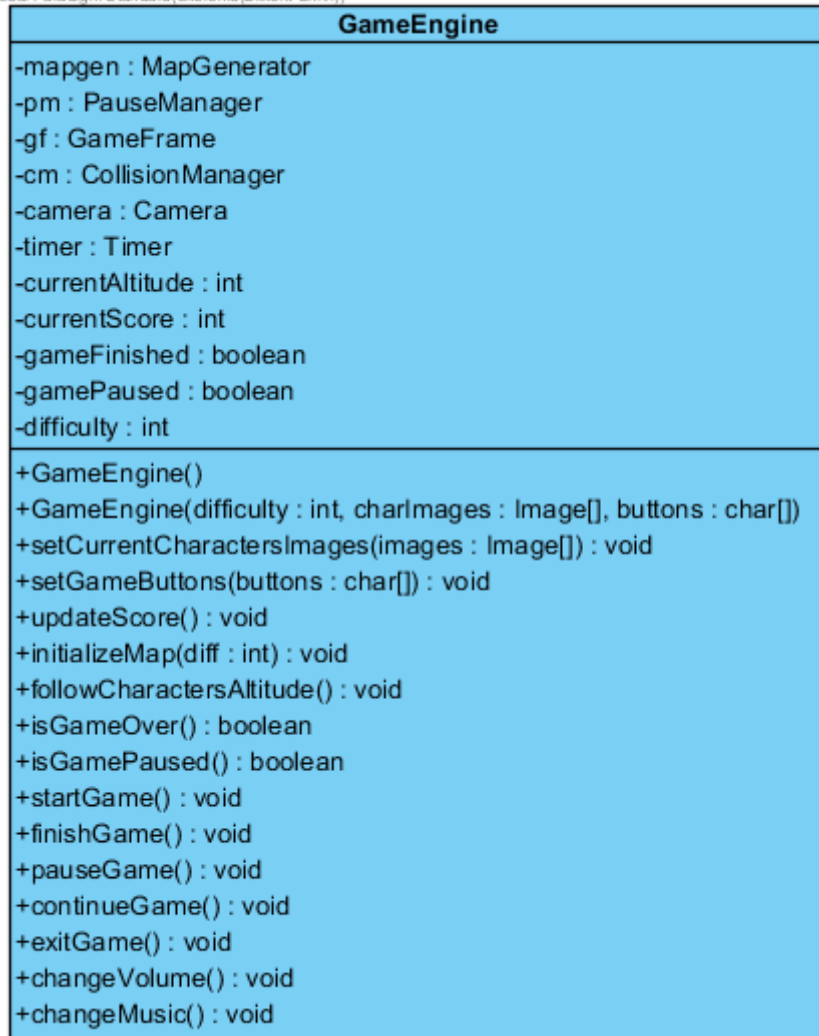 GameEngine
-mapgen : MapGenerator
-pm : PauseManager
-gf : GameFrame
-cm : CollisionManager
-camera : Camera
-timer : Timer
-currentAltitude : int
-currentScore : int
-gameFinished : boolean
-gamePaused : boolean
-difficulty : int
+GameEngine()
+GameEngine(difficulty : int, charImages : Image[], buttons : char[])
+setCurrentCharactersImages(images : Image[]) : void
+setGameButtons(buttons : char[]) : void
+updateScore() : void
+initializeMap(diff : int) : void
+followCharactersAltitude() : void
+isGameOver() : boolean
+isGamePaused() : boolean
+startGame() : void
+finishGame() : void
+pauseGame() : void
+continueGame() : void
+exitGame() : void
+changeVolume() : void
+changeMusic() : void